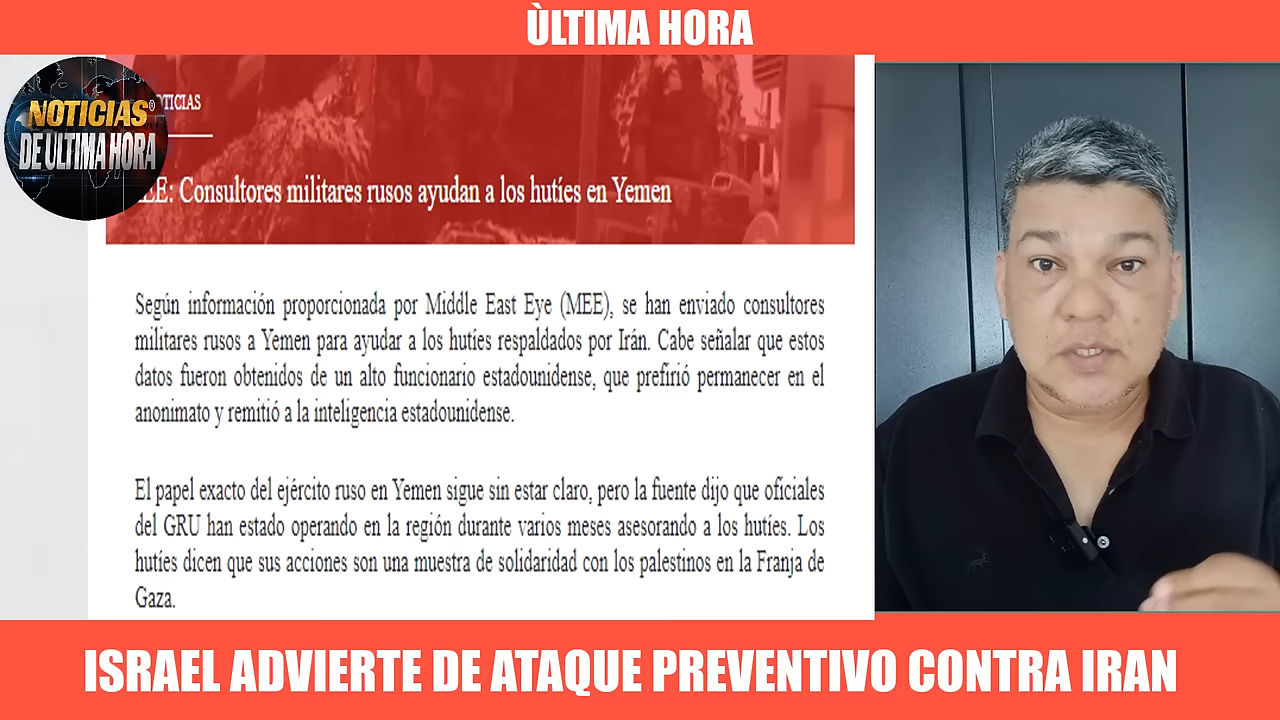 ÙLTIMA HORA
NOTICIAS®
DE ULTIMA HORA
OTICIAS
EE: Consultores militares rusos ayudan a los hutíes en Yemen
Según información proporcionada por Middle East Eye (MEE), se han enviado consultores
militares rusos a Yemen para ayudar a los hutíes respaldados por Irán. Cabe señalar que estos
datos fueron obtenidos de un alto funcionario estadounidense, que prefirió permanecer en el
anonimato y remitió a la inteligencia estadounidense.
El papel exacto del ejército ruso en Yemen sigue sin estar claro, pero la fuente dijo que oficiales
del GRU han estado operando en la región durante varios meses asesorando a los hutíes. Los
hutíes dicen que sus acciones son una muestra de solidaridad con los palestinos en la Franja de
Gaza.
ISRAEL ADVIERTE DE ATAQUE PREVENTIVO CONTRA IRAN